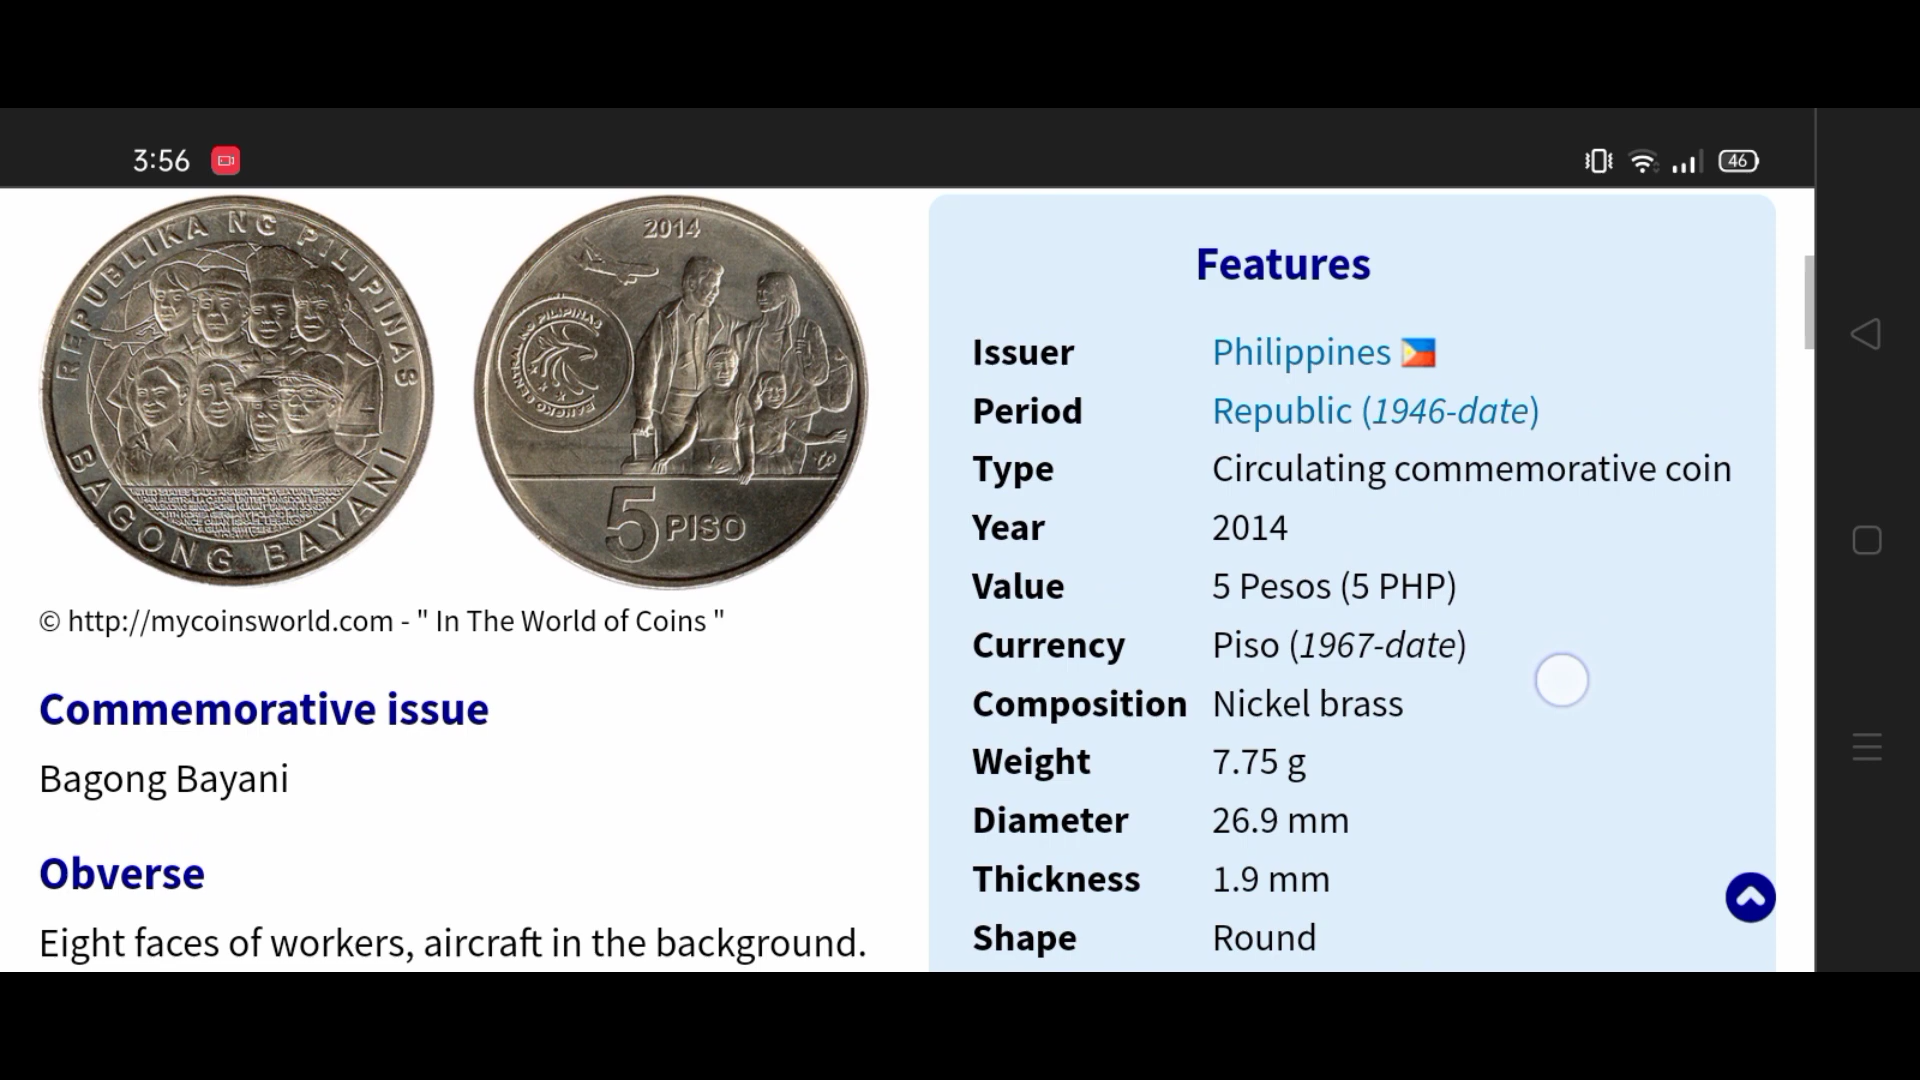 3:56
46
REPUBLIKA NG PILIPINAS
BAGONG BAYANI
2014
BANGKO SENTRAL NG PILIPINAS
5 PISO
© http://mycoinsworld.com - " In The World of Coins "
Commemorative issue
Bagong Bayani
Obverse
Eight faces of workers, aircraft in the background.
Features
Issuer Philippines
Period Republic (1946-date)
Type Circulating commemorative coin
Year 2014
Value 5 Pesos (5 PHP)
Currency Piso (1967-date)
Composition Nickel brass
Weight 7.75 g
Diameter 26.9 mm
Thickness 1.9 mm
Shape Round